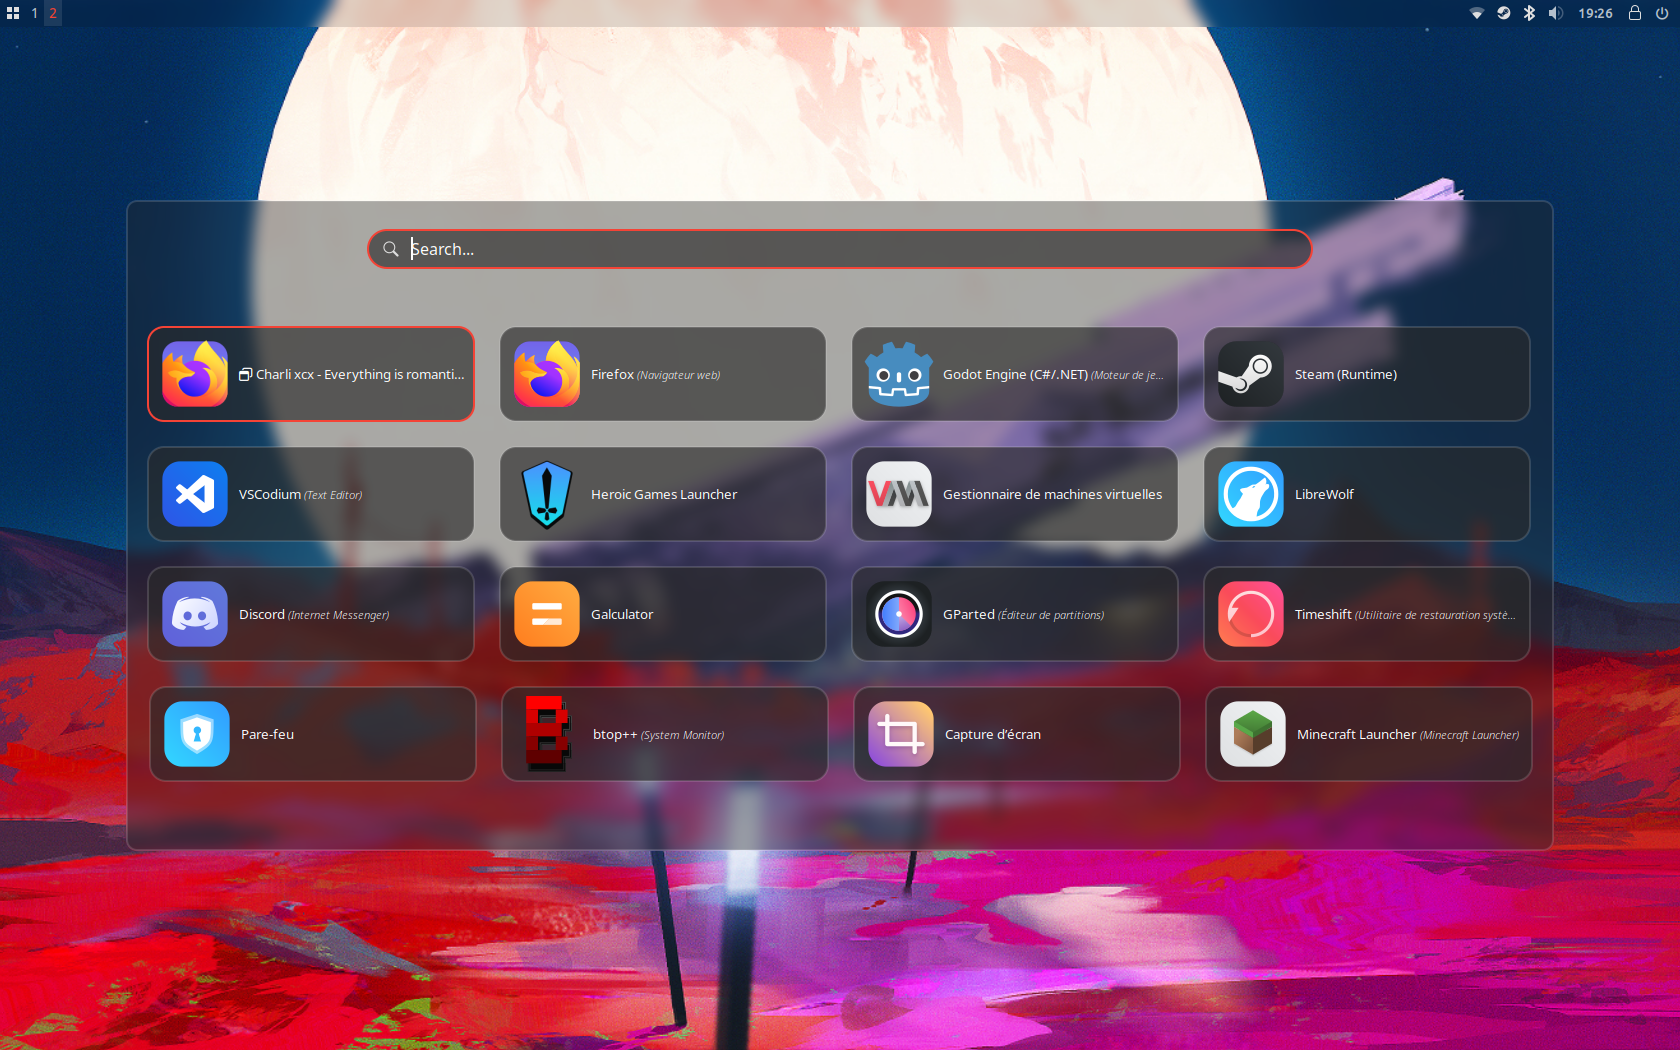 1 2 19:26
Search...
Charli xcx - Everything is romanti...
Firefox (Navigateur web)
Godot Engine (C#/.NET) (Moteur de je...
Steam (Runtime)
VSCodium (Text Editor)
Heroic Games Launcher
VMM
Gestionnaire de machines virtuelles
LibreWolf
Discord (Internet Messenger)
Galculator
GParted (Éditeur de partitions)
Timeshift (Utilitaire de restauration systè...
Pare-feu
btop++ (System Monitor)
Capture d’écran
Minecraft Launcher (Minecraft Launcher)